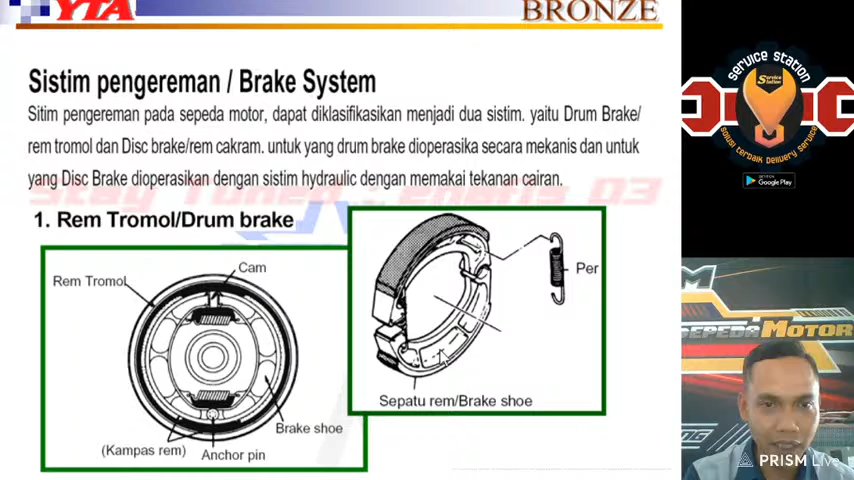 YTA
BRONZE
Sistim pengereman / Brake System
Sitim pengereman pada sepeda motor, dapat diklasifikasikan menjadi dua sistim. yaitu Drum Brake/
rem tromol dan Disc brake/rem cakram. untuk yang drum brake dioperasika secara mekanis dan untuk
yang Disc Brake dioperasikan dengan sistim hydraulic dengan memakai tekanan cairan.
1. Rem Tromol/Drum brake
Rem Tromol
Cam
Brake shoe
(Kampas rem)
Anchor pin
Per
Sepatu rem/Brake shoe
service station
Service
Station
solusi terbaik Delivery service
GET IT ON
Google Play
SEPEDA MOTOR
PRISM Live